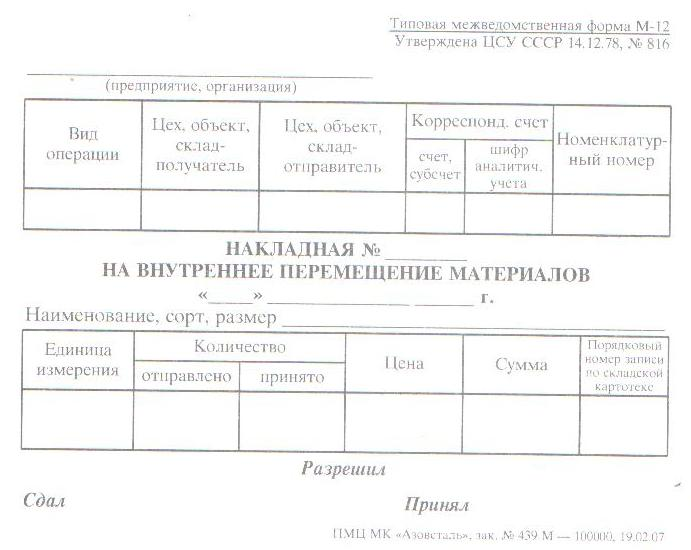 Типовая межведомственная форма М-12
Утверждена ЦСУ СССР 14.12.78, № 816
(предприятие, организация)
Вид операции
Цех, объект, склад-получатель
Цех, объект, склад-отправитель
Корреспонд. счет
счет, субсчет
шифр аналитич. учета
Номенклатур-ный номер
НАКЛАДНАЯ № ________
НА ВНУТРЕННЕЕ ПЕРЕМЕЩЕНИЕ МАТЕРИАЛОВ
«____» ______________ ______ г.
Наименование, сорт, размер
Единица измерения
Количество
отправлено
принято
Цена
Сумма
Порядковый номер записи по складской картотеке
Разрешил
Сдал Принял
ПМЦ МК «Азовсталь», зак. № 439 М — 100000, 19.02.07